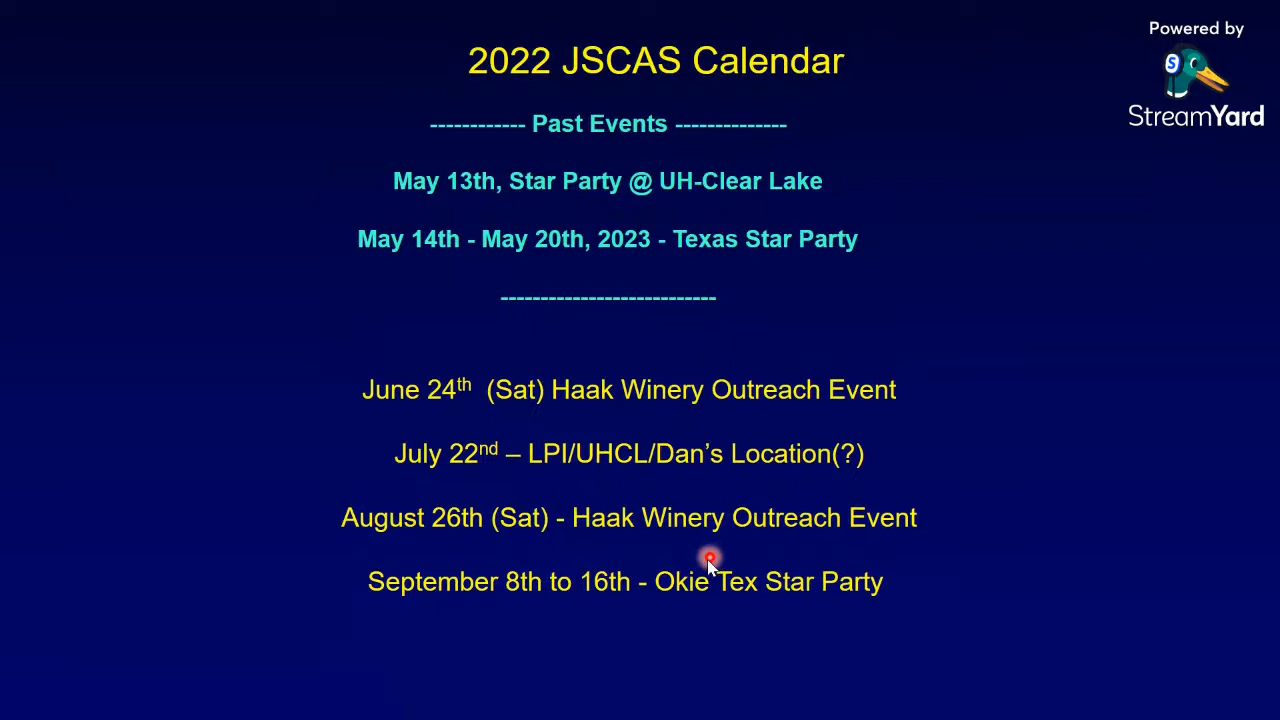 Powered by
StreamYard
2022 JSCAS Calendar
------------ Past Events --------------
May 13th, Star Party @ UH-Clear Lake
May 14th - May 20th, 2023 - Texas Star Party
---------------------------
June 24th (Sat) Haak Winery Outreach Event
July 22nd – LPI/UHCL/Dan’s Location(?)
August 26th (Sat) - Haak Winery Outreach Event
September 8th to 16th - Okie Tex Star Party